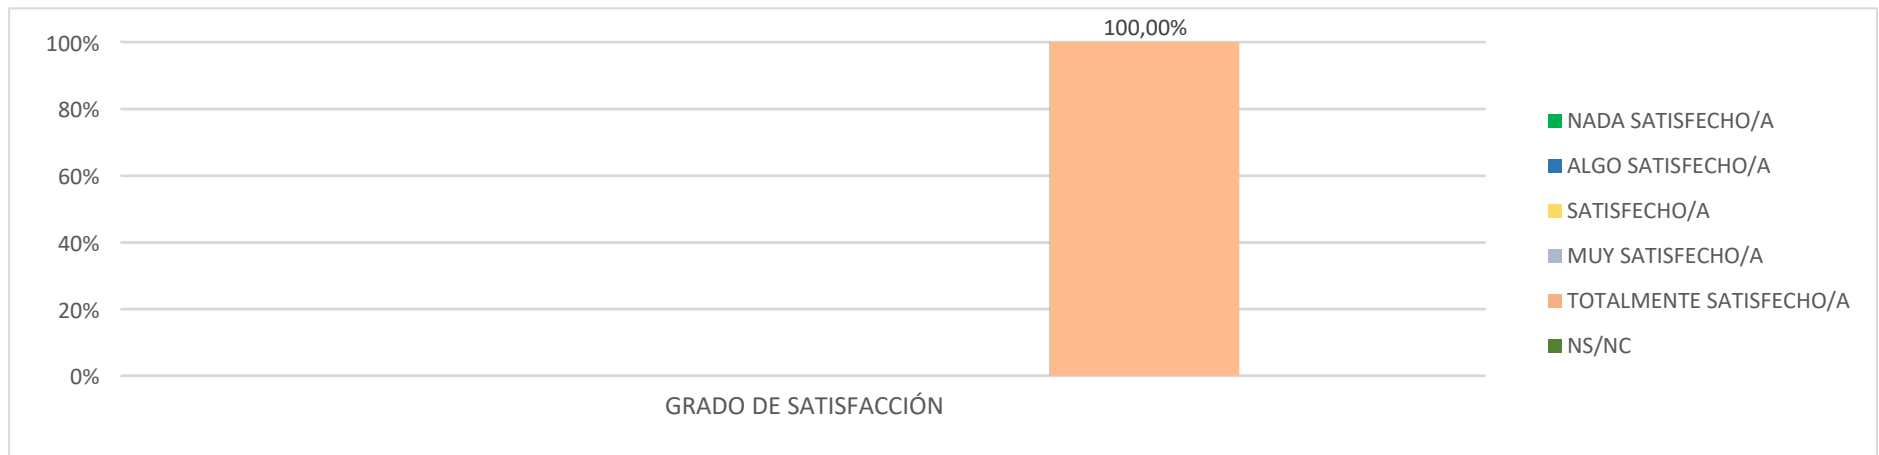 100,00%
100%
80%
60%
40%
20%
0%
GRADO DE SATISFACCIÓN
NADA SATISFECHO/A
ALGO SATISFECHO/A
SATISFECHO/A
MUY SATISFECHO/A
TOTALMENTE SATISFECHO/A
NS/NC